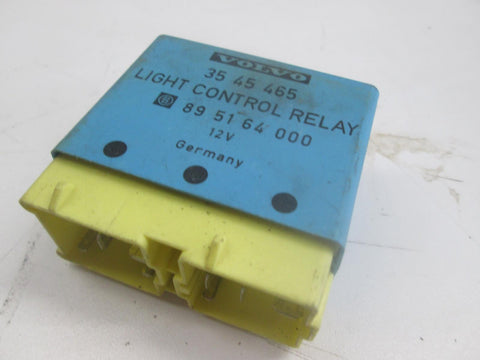 VOLVO
35 45 465
LIGHT CONTROL RELAY
89 51 64 000
12V
Germany